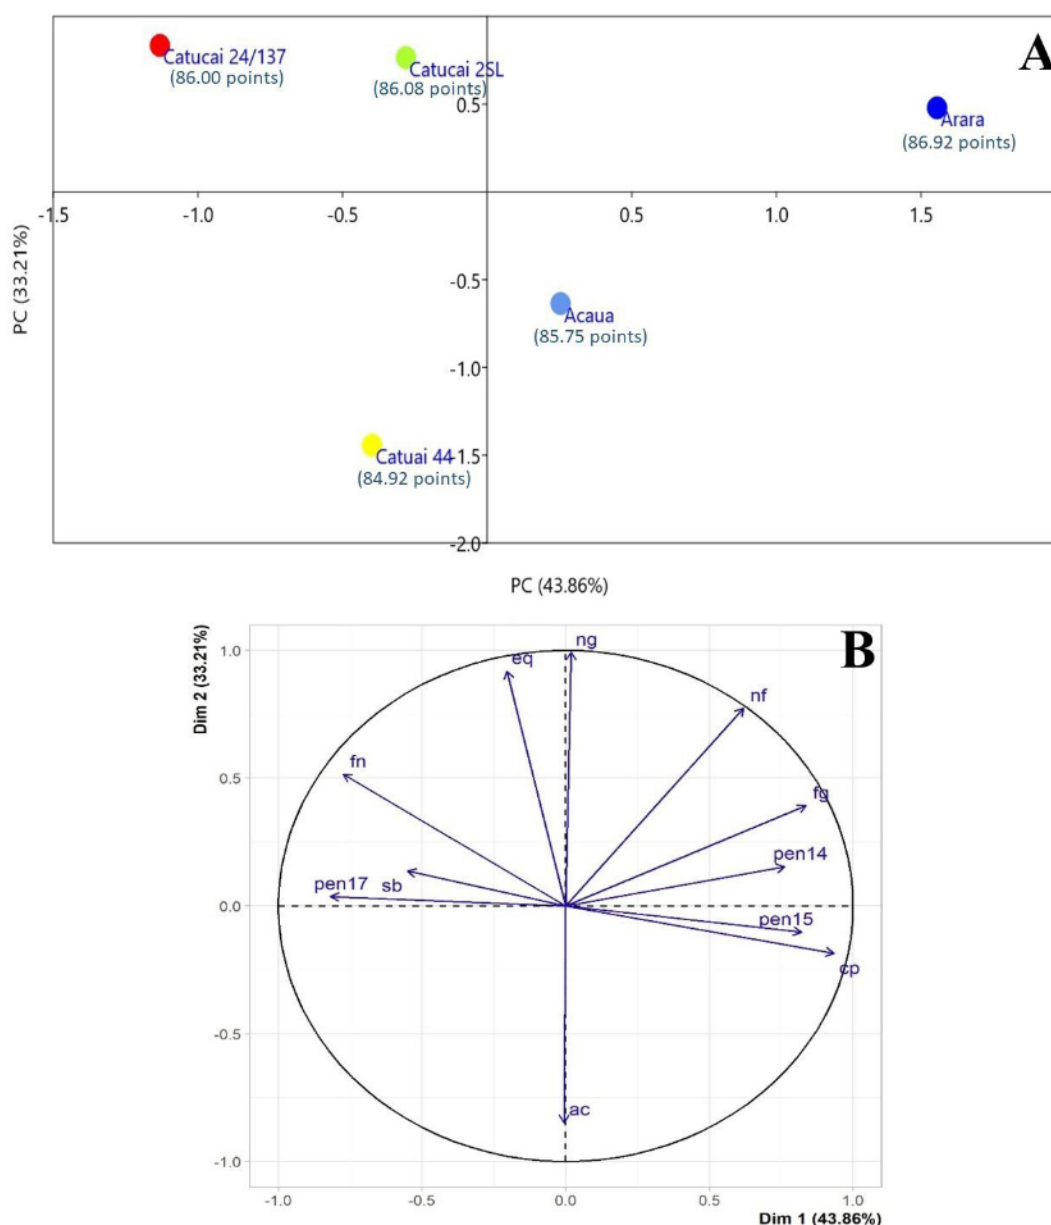 A
Catucai 24/137
(86.00 points)
Catucai 2SL
(86.08 points)
0.5
Arara
(86.92 points)
-1.5
-1.0
-0.5
0.5
1.0
1.5
PC (33.21%)
-0.5
Acaua
(85.75 points)
-1.0
Catuai 44
-1.5
(84.92 points)
-2.0
PC (43.86%)
B
Dim 2 (33.21%)
1.0
ng
eq
nf
fn
0.5
fg
pen14
pen17
sb
0.0
pen15
cp
-0.5
ac
-1.0
-1.0
-0.5
0.0
0.5
1.0
Dim 1 (43.86%)